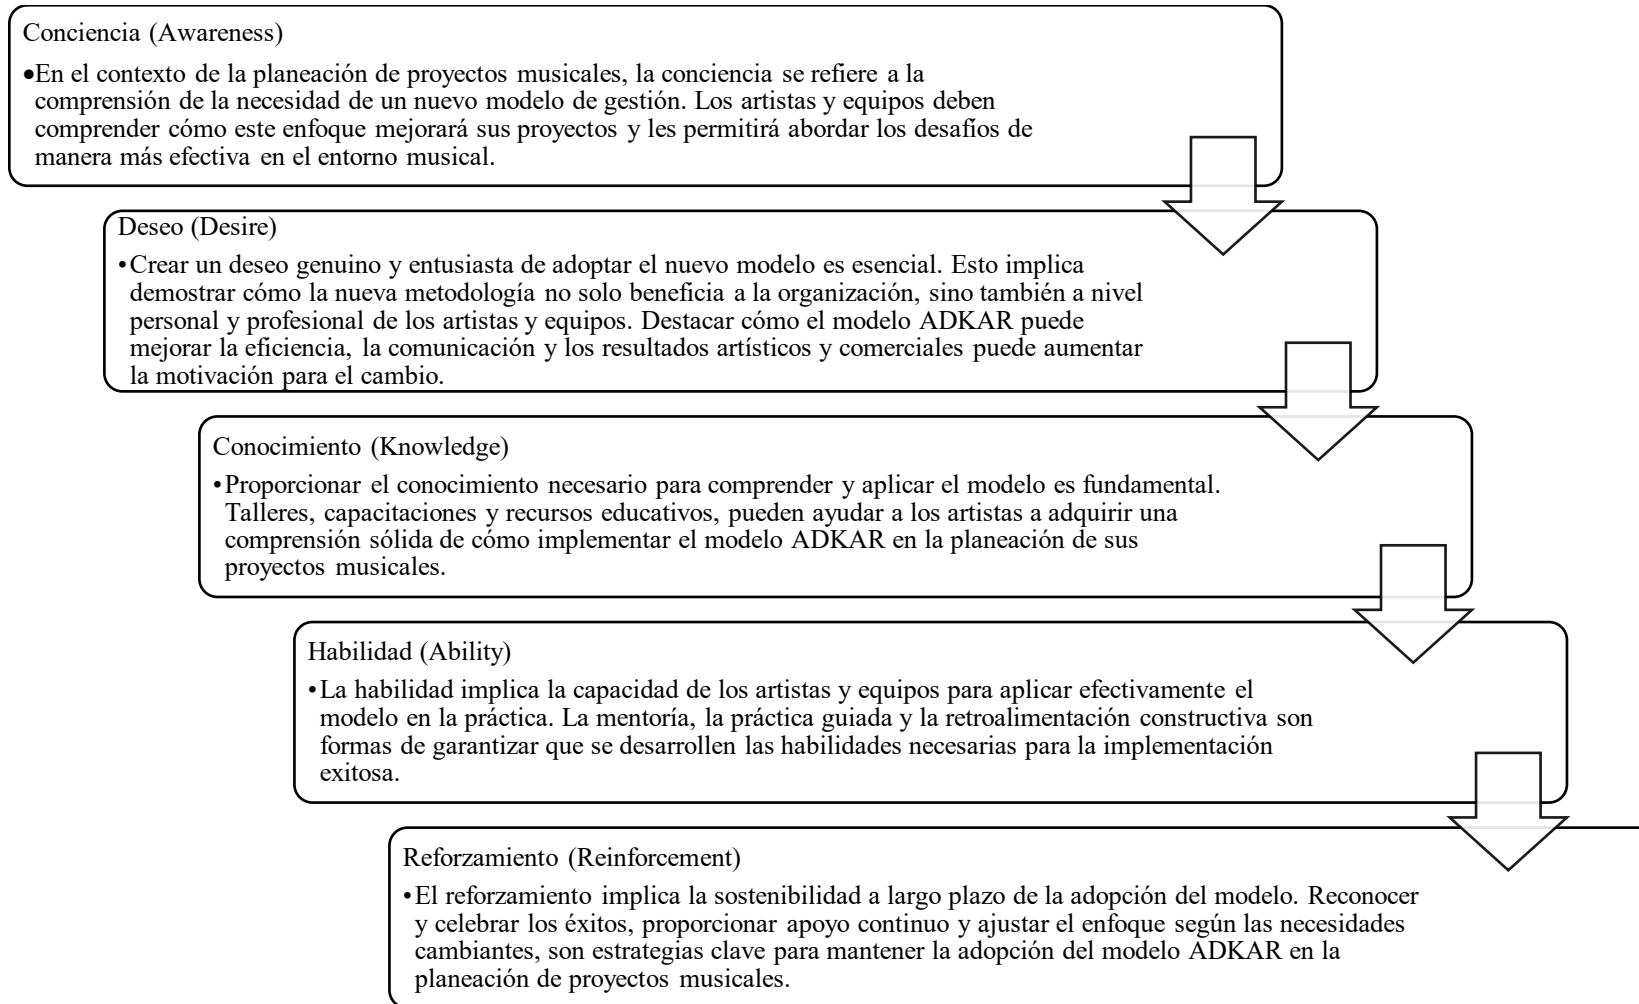 Conciencia (Awareness)
•En el contexto de la planeación de proyectos musicales, la conciencia se refiere a la
comprensión de la necesidad de un nuevo modelo de gestión. Los artistas y equipos deben
comprender cómo este enfoque mejorará sus proyectos y les permitirá abordar los desafíos de
manera más efectiva en el entorno musical.
Deseo (Desire)
•Crear un deseo genuino y entusiasta de adoptar el nuevo modelo es esencial. Esto implica
demostrar cómo la nueva metodología no solo beneficia a la organización, sino también a nivel
personal y profesional de los artistas y equipos. Destacar cómo el modelo ADKAR puede
mejorar la eficiencia, la comunicación y los resultados artísticos y comerciales puede aumentar
la motivación para el cambio.
Conocimiento (Knowledge)
•Proporcionar el conocimiento necesario para comprender y aplicar el modelo es fundamental.
Talleres, capacitaciones y recursos educativos, pueden ayudar a los artistas a adquirir una
comprensión sólida de cómo implementar el modelo ADKAR en la planeación de sus
proyectos musicales.
Habilidad (Ability)
•La habilidad implica la capacidad de los artistas y equipos para aplicar efectivamente el
modelo en la práctica. La mentoría, la práctica guiada y la retroalimentación constructiva son
formas de garantizar que se desarrollen las habilidades necesarias para la implementación
exitosa.
Reforzamiento (Reinforcement)
•El reforzamiento implica la sostenibilidad a largo plazo de la adopción del modelo. Reconocer
y celebrar los éxitos, proporcionar apoyo continuo y ajustar el enfoque según las necesidades
cambiantes, son estrategias clave para mantener la adopción del modelo ADKAR en la
planeación de proyectos musicales.